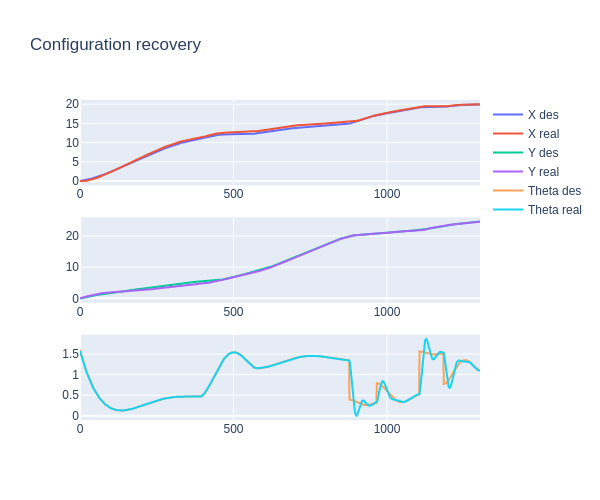 Configuration recovery
20
15
10
5
0
0 500 1000
X des
X real
Y des
Y real
Theta des
Theta real
20
10
0
0 500 1000
1.5
1
0.5
0
0 500 1000